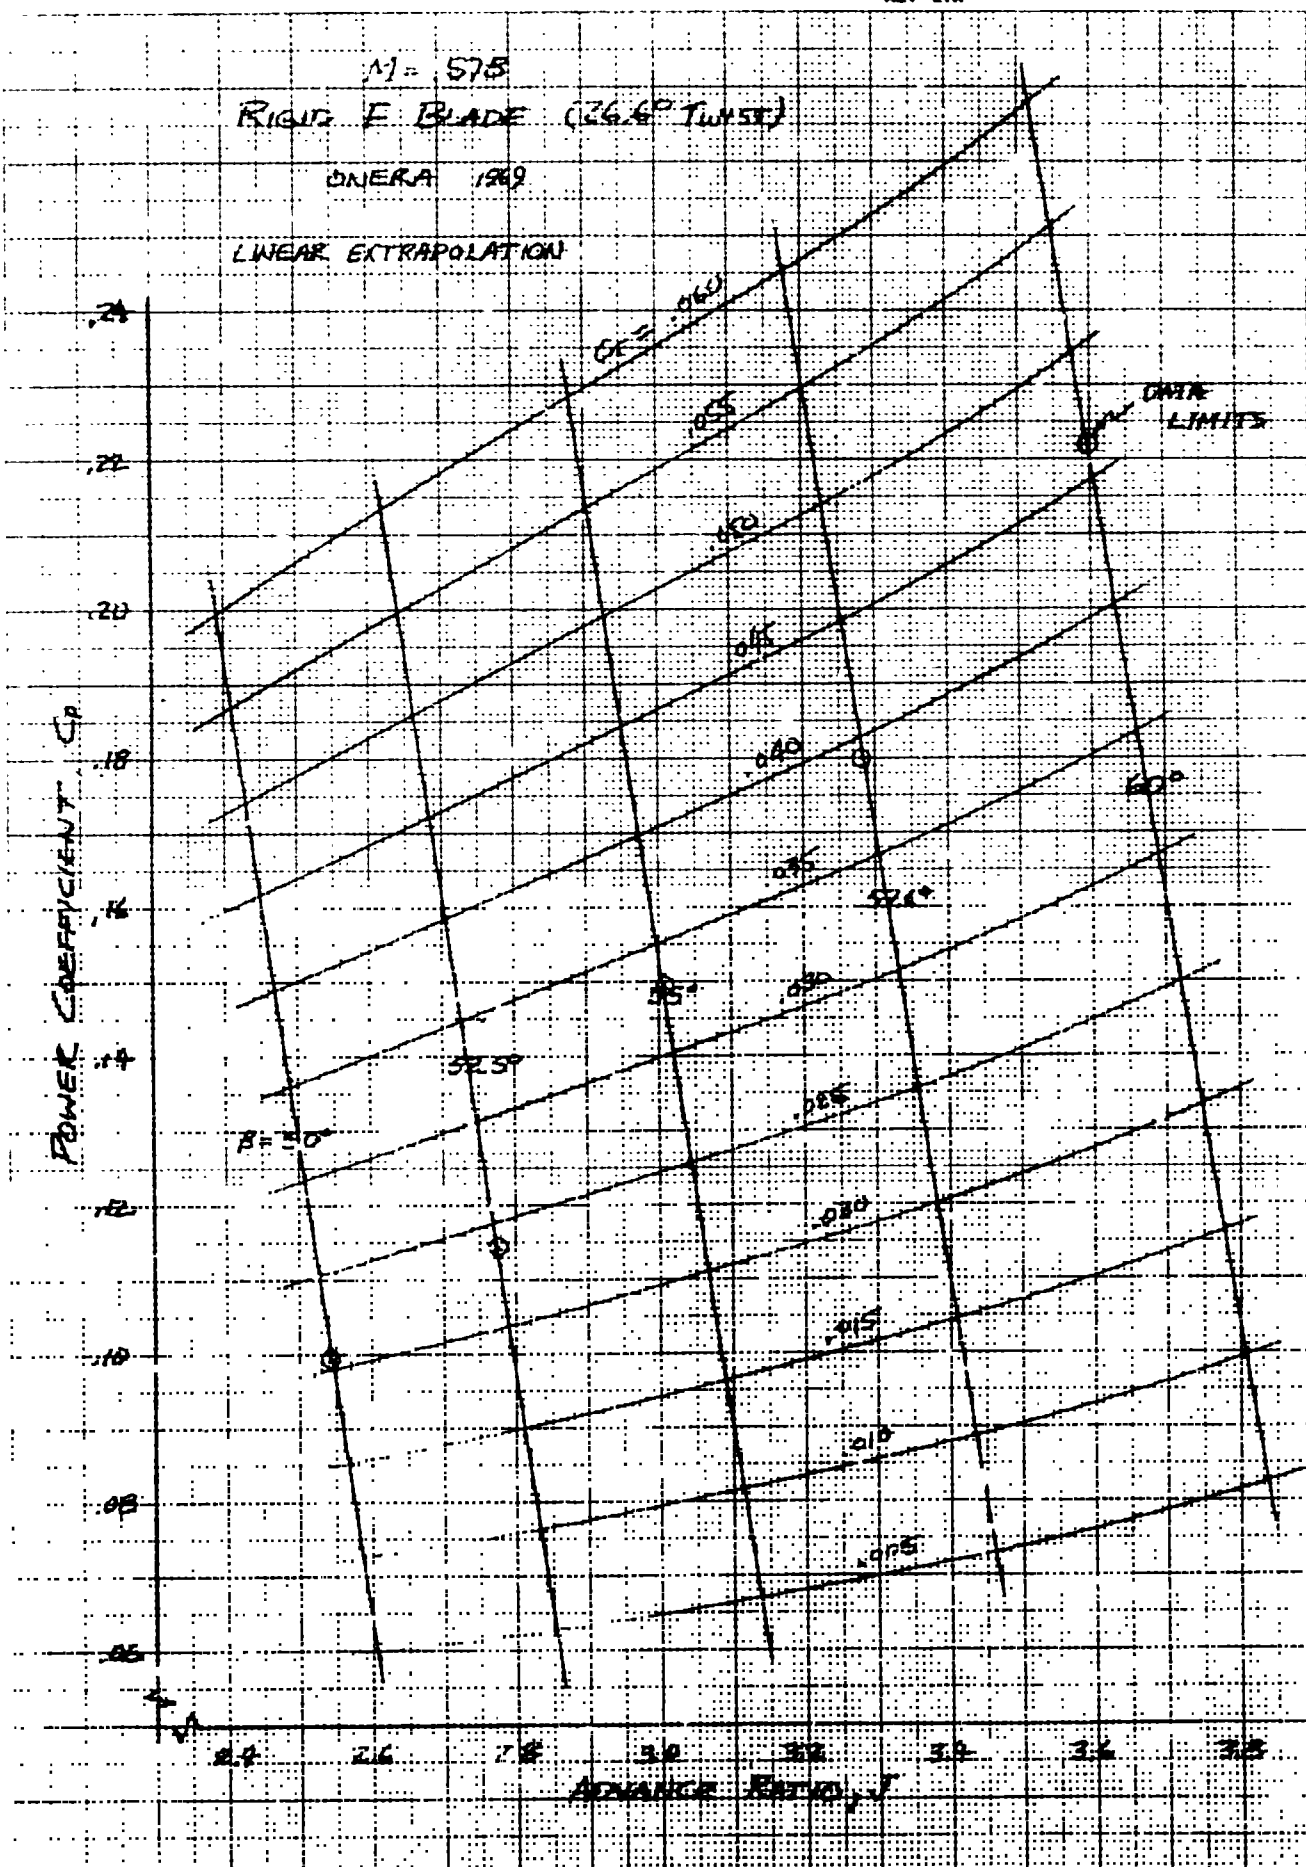 M = .575
RIGID F BLADE (26.6° TWIST)
ONERA 1969
LINEAR EXTRAPOLATION
DATA
LIMITS
.060
.055
.050
.045
.040
.035
.030
.025
.020
.015
.010
.005
β = 50°
52.5°
55°
57.5°
60°
POWER COEFFICIENT, Cp
.24
.22
.20
.18
.16
.14
.12
.10
.08
.06
2.4 2.6 2.8 3.0 3.2 3.4 3.6 3.8
ADVANCE RATIO, J